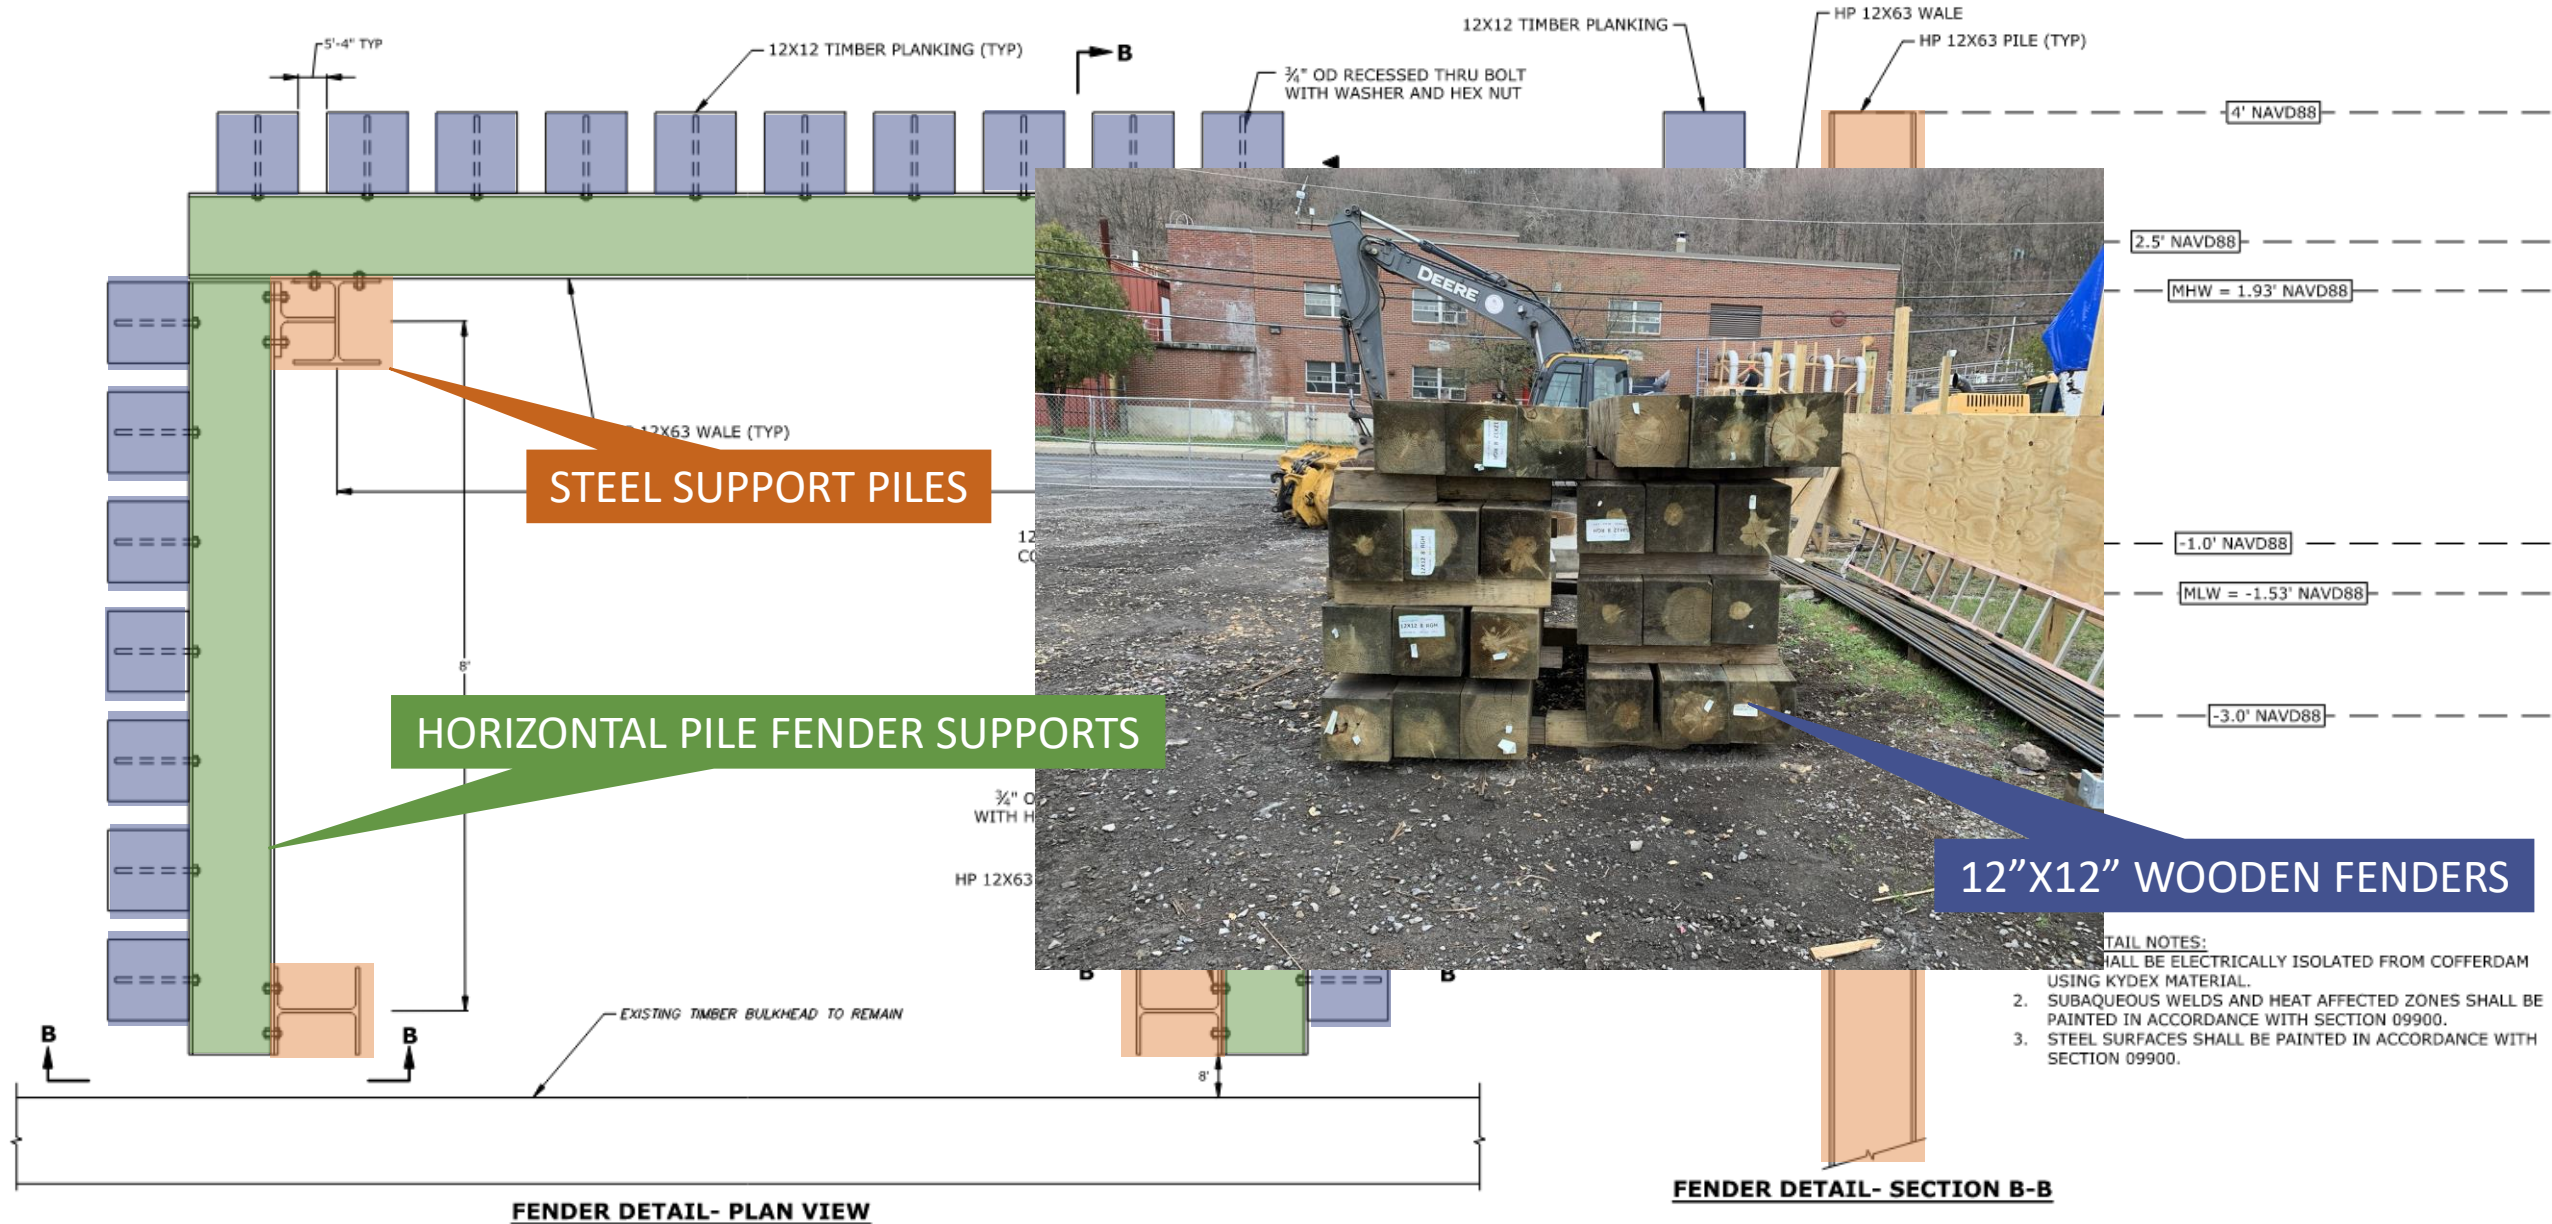 5'-4" TYP
12X12 TIMBER PLANKING (TYP)
B
¾" OD RECESSED THRU BOLT
WITH WASHER AND HEX NUT
12X12 TIMBER PLANKING
HP 12X63 WALE
HP 12X63 PILE (TYP)
4' NAVD88
2.5' NAVD88
MHW = 1.93' NAVD88
DEERE
12X63 WALE (TYP)
STEEL SUPPORT PILES
12
CO
-1.0' NAVD88
MLW = -1.53' NAVD88
8'
12X12 8 RGH
-3.0' NAVD88
HORIZONTAL PILE FENDER SUPPORTS
¾" O
WITH H
HP 12X63
12"X12" WOODEN FENDERS
TAIL NOTES:
HALL BE ELECTRICALLY ISOLATED FROM COFFERDAM
USING KYDEX MATERIAL.
2. SUBAQUEOUS WELDS AND HEAT AFFECTED ZONES SHALL BE
PAINTED IN ACCORDANCE WITH SECTION 09900.
3. STEEL SURFACES SHALL BE PAINTED IN ACCORDANCE WITH
SECTION 09900.
B
B
EXISTING TIMBER BULKHEAD TO REMAIN
B
B
8'
FENDER DETAIL- PLAN VIEW
FENDER DETAIL- SECTION B-B